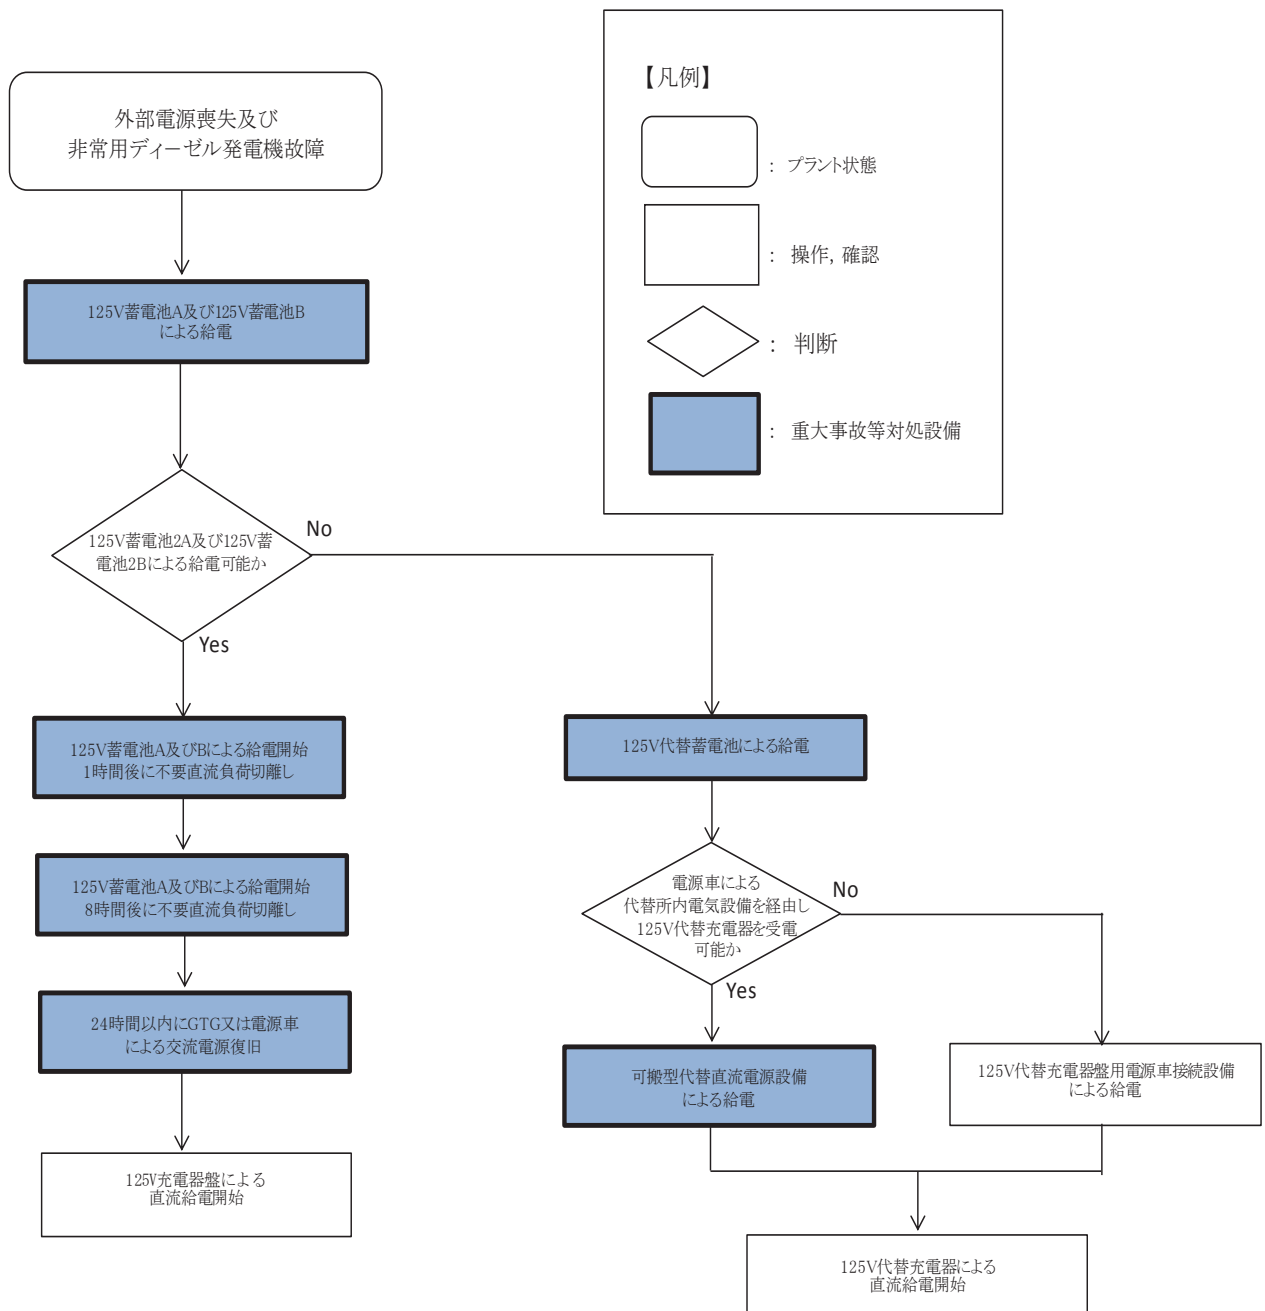 【凡例】
: プラント状態
: 操作, 確認
: 判断
: 重大事故等対処設備
外部電源喪失及び
非常用ディーゼル発電機故障
125V蓄電池A及び125V蓄電池B
による給電
125V蓄電池2A及び125V蓄
電池2Bによる給電可能か
No
Yes
125V蓄電池A及びBによる給電開始
1時間後に不要直流負荷切離し
125V蓄電池A及びBによる給電開始
8時間後に不要直流負荷切離し
24時間以内にGTG又は電源車
による交流電源復旧
125V充電器盤による
直流給電開始
125V代替蓄電池による給電
電源車による
代替所内電気設備を経由し
125V代替充電器を受電
可能か
No
Yes
可搬型代替直流電源設備
による給電
125V代替充電器盤用電源車接続設備
による給電
125V代替充電器による
直流給電開始